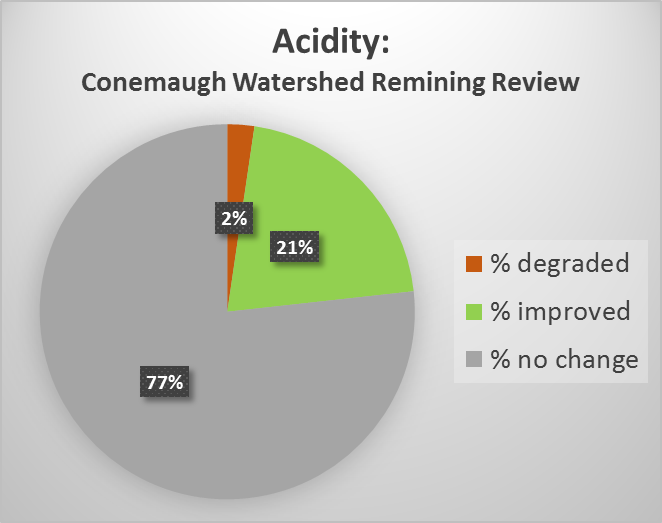 Acidity:
Conemaugh Watershed Remining Review
2%
21%
77%
% degraded
% improved
% no change